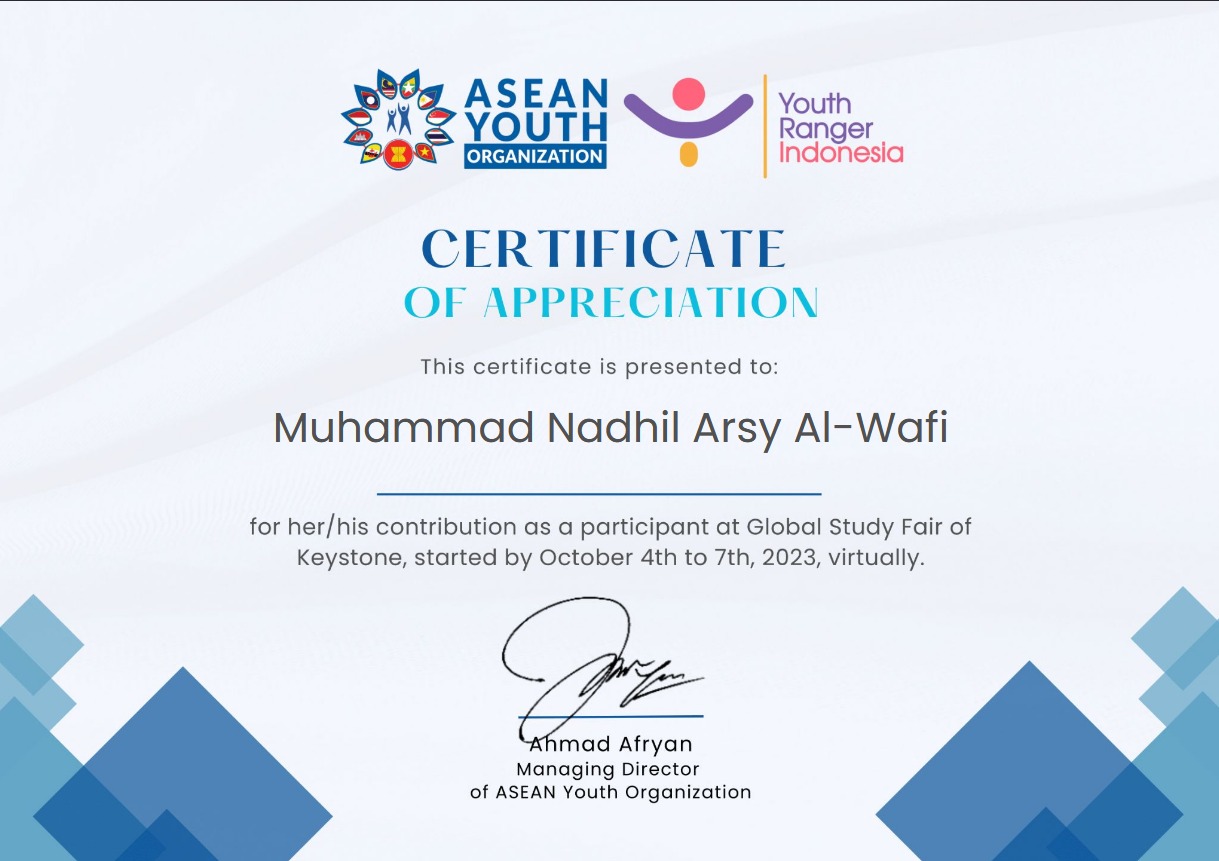 ASEAN
YOUTH
ORGANIZATION
Youth
Ranger
Indonesia
CERTIFICATE
OF APPRECIATION
This certificate is presented to:
Muhammad Nadhil Arsy Al-Wafi
for her/his contribution as a participant at Global Study Fair of
Keystone, started by October 4th to 7th, 2023, virtually.
Ahmad Afryan
Managing Director
of ASEAN Youth Organization